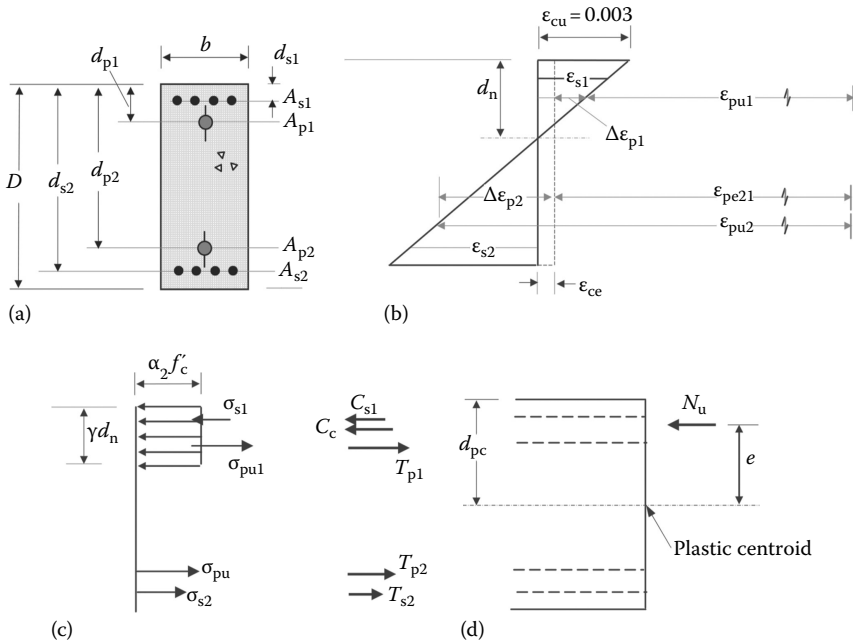 b
d_s1
d_p1
A_s1
A_p1
D
d_s2
d_p2
A_p2
A_s2
(a)
ε_cu = 0.003
d_n
ε_s1
ε_pu1
Δε_p1
Δε_p2
ε_pe21
ε_pu2
ε_s2
ε_ce
(b)
α_2 f'_c
σ_s1
γd_n
σ_pu1
σ_pu
σ_s2
(c)
C_s1
C_c
T_p1
T_p2
T_s2
d_pc
N_u
e
Plastic centroid
(d)